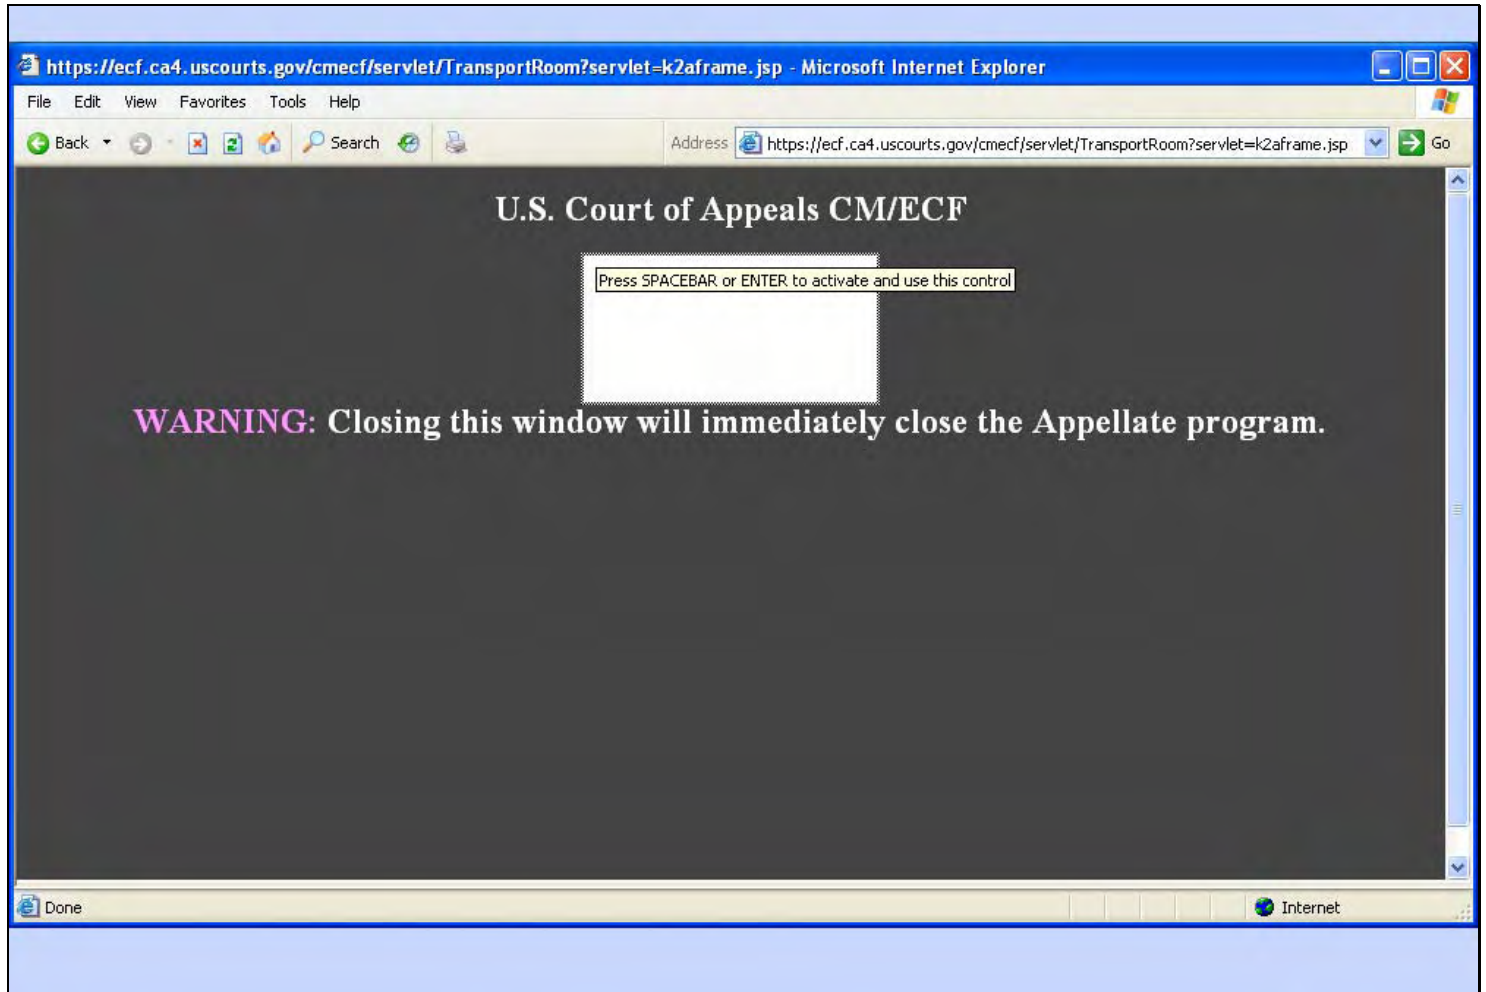 https://ecf.ca4.uscourts.gov/cmecf/servlet/TransportRoom?servlet=k2aframe.jsp - Microsoft Internet Explorer
File Edit View Favorites Tools Help
Back Search Address https://ecf.ca4.uscourts.gov/cmecf/servlet/TransportRoom?servlet=k2aframe.jsp Go
U.S. Court of Appeals CM/ECF
Press SPACEBAR or ENTER to activate and use this control
WARNING: Closing this window will immediately close the Appellate program.
Done Internet